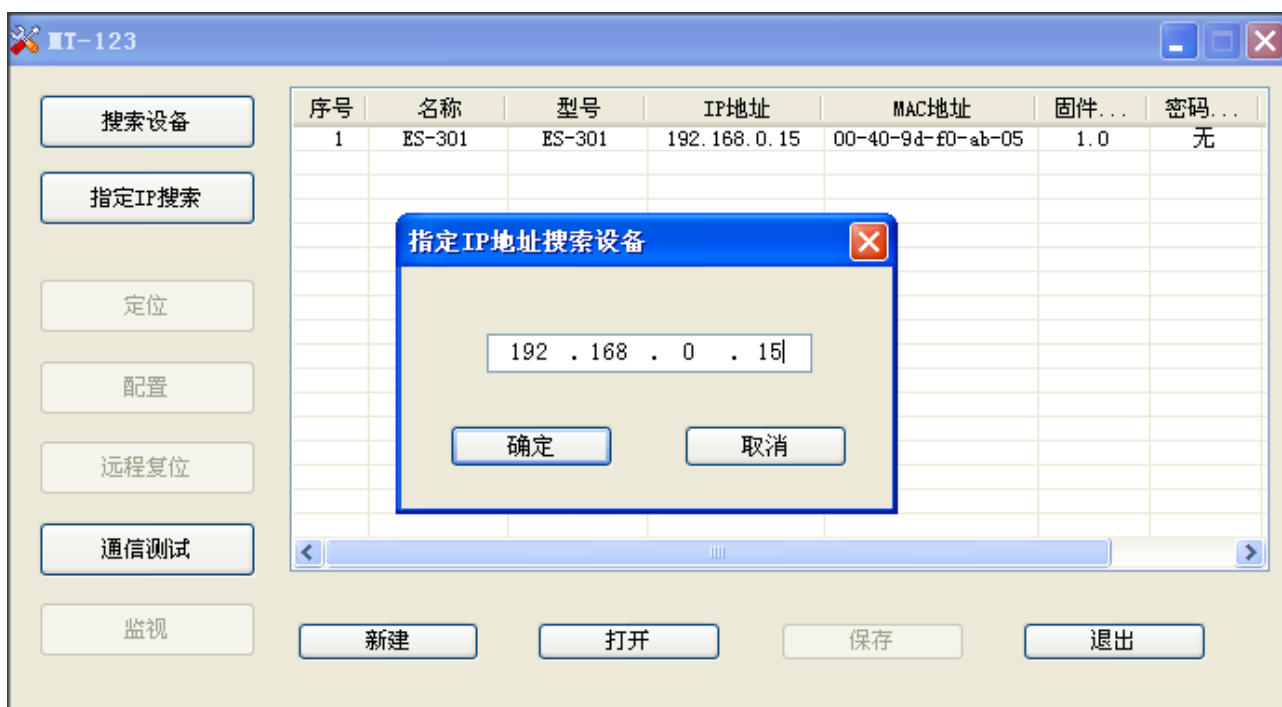 MT-123
搜索设备
指定IP搜索
定位
配置
远程复位
通信测试
监视
序号 名称 型号 IP地址 MAC地址 固件... 密码...
1 ES-301 ES-301 192.168.0.15 00-40-9d-f0-ab-05 1.0 无
指定IP地址搜索设备
192 . 168 . 0 . 15
确定 取消
新建 打开 保存 退出